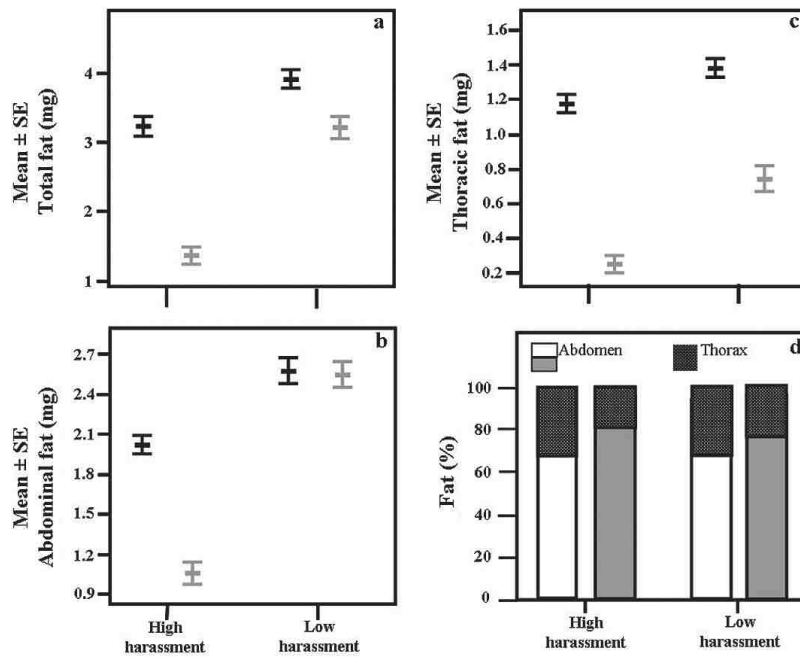 a
Mean ± SE
Total fat (mg)
4
3
2
1
c
Mean ± SE
Thoracic fat (mg)
1.6
1.4
1.2
1.0
0.8
0.6
0.4
0.2
b
Mean ± SE
Abdominal fat (mg)
2.7
2.4
2.1
1.8
1.5
1.2
0.9
High
harassment
Low
harassment
d
Abdomen
Thorax
Fat (%)
100
80
60
40
20
0
High
harassment
Low
harassment